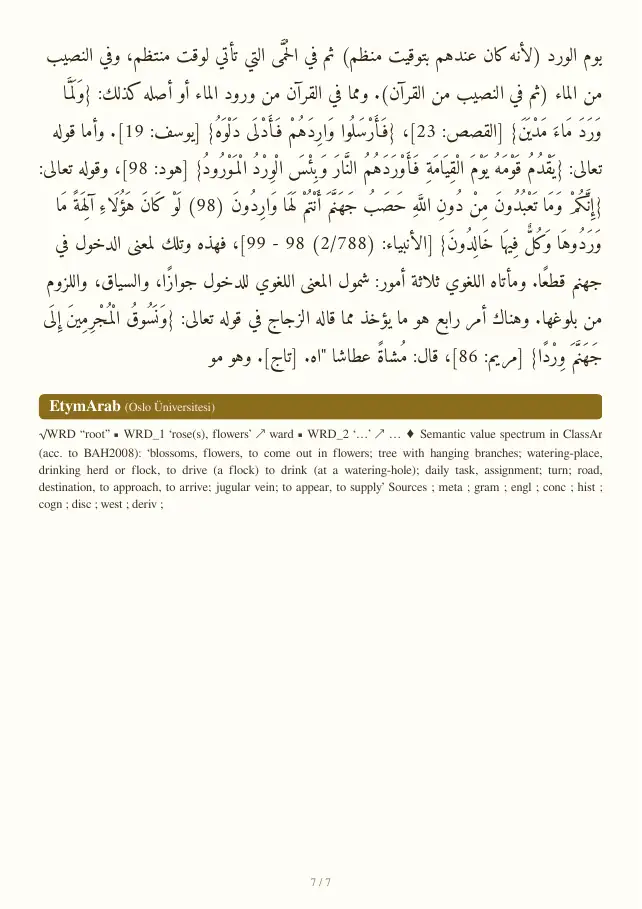 يوم الورد (لأنه كان عندهم بتوقيت منظم) ثم في الحُمَّى التي تأتي لوقت منتظم، وفي النصيب
من الماء (ثم في النصيب من القرآن). ومما في القرآن من ورود الماء أو أصله كذلك: {وَلَمَّا
وَرَدَ مَاءَ مَدْيَنَ} [القصص: 23]، {فَأَرْسَلُوا وَارِدَهُمْ فَأَدْلَى دَلْوَهُ} [يوسف: 19]. وأما قوله
تعالى: {يَقْدُمُ قَوْمَهُ يَوْمَ الْقِيَامَةِ فَأَوْرَدَهُمُ النَّارَ وَبِئْسَ الْوِرْدُ الْمَوْرُودُ} [هود: 98]، وقوله تعالى:
{إِنَّكُمْ وَمَا تَعْبُدُونَ مِنْ دُونِ اللَّهِ حَصَبُ جَهَنَّمَ أَنْتُمْ لَهَا وَارِدُونَ (98) لَوْ كَانَ هَؤُلَاءِ آلِهَةً مَا
وَرَدُوهَا وَكُلٌّ فِيهَا خَالِدُونَ} [الأنبياء: (2/788) 98 - 99]، فهذه وتلك لمعنى الدخول في
جهنم قطعًا. ومأتاه اللغوي ثلاثة أمور: شمول المعنى اللغوي للدخول جوازًا، والسياق، واللزوم
من بلوغها. وهناك أمر رابع هو ما يؤخذ مما قاله الزجاج في قوله تعالى: {وَنَسُوقُ الْمُجْرِمِينَ إِلَى
جَهَنَّمَ وِرْدًا} [مريم: 86]، قال: مُشاةً عطاشا "اه. [تاج]. وهو مو
EtymArab (Oslo Üniversitesi)
√WRD “root” ▪ WRD_1 ‘rose(s), flowers’ ↗ ward ▪ WRD_2 ‘…’ ↗ … ♦ Semantic value spectrum in ClassAr
(acc. to BAH2008): ‘blossoms, flowers, to come out in flowers; tree with hanging branches; watering-place,
drinking herd or flock, to drive (a flock) to drink (at a watering-hole); daily task, assignment; turn; road,
destination, to approach, to arrive; jugular vein; to appear, to supply’ Sources ; meta ; gram ; engl ; conc ; hist ;
cogn ; disc ; west ; deriv ;
7 / 7